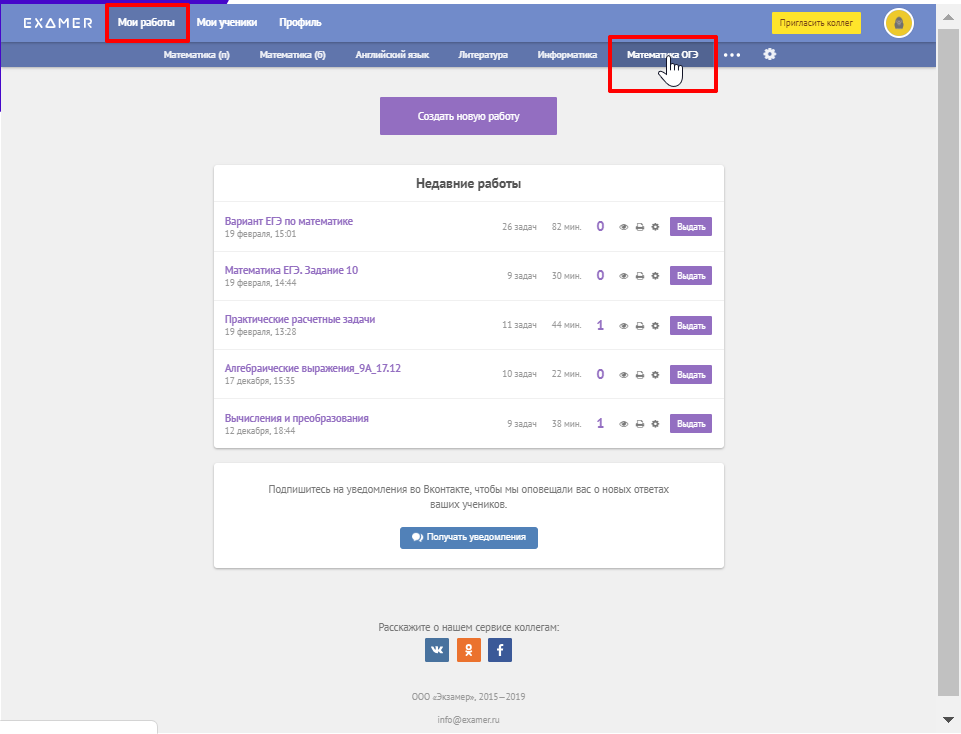 EXAMER Мои работы Мои ученики Профиль Пригласить коллег
Математика (п) Математика (б) Английский язык Литература Информатика Математика ОГЭ
Создать новую работу
Недавние работы
Вариант ЕГЭ по математике
19 февраля, 15:01
26 задач 82 мин. 0 Выдать
Математика ЕГЭ. Задание 10
19 февраля, 14:44
9 задач 30 мин. 0 Выдать
Практические расчетные задачи
19 февраля, 13:28
11 задач 44 мин. 1 Выдать
Алгебраические выражения_9А_17.12
17 декабря, 15:35
10 задач 22 мин. 0 Выдать
Вычисления и преобразования
12 декабря, 18:44
9 задач 38 мин. 1 Выдать
Подпишитесь на уведомления во Вконтакте, чтобы мы оповещали вас о новых ответах
ваших учеников.
Получать уведомления
Расскажите о нашем сервисе коллегам:
ООО «Экзамер», 2015—2019
info@examer.ru